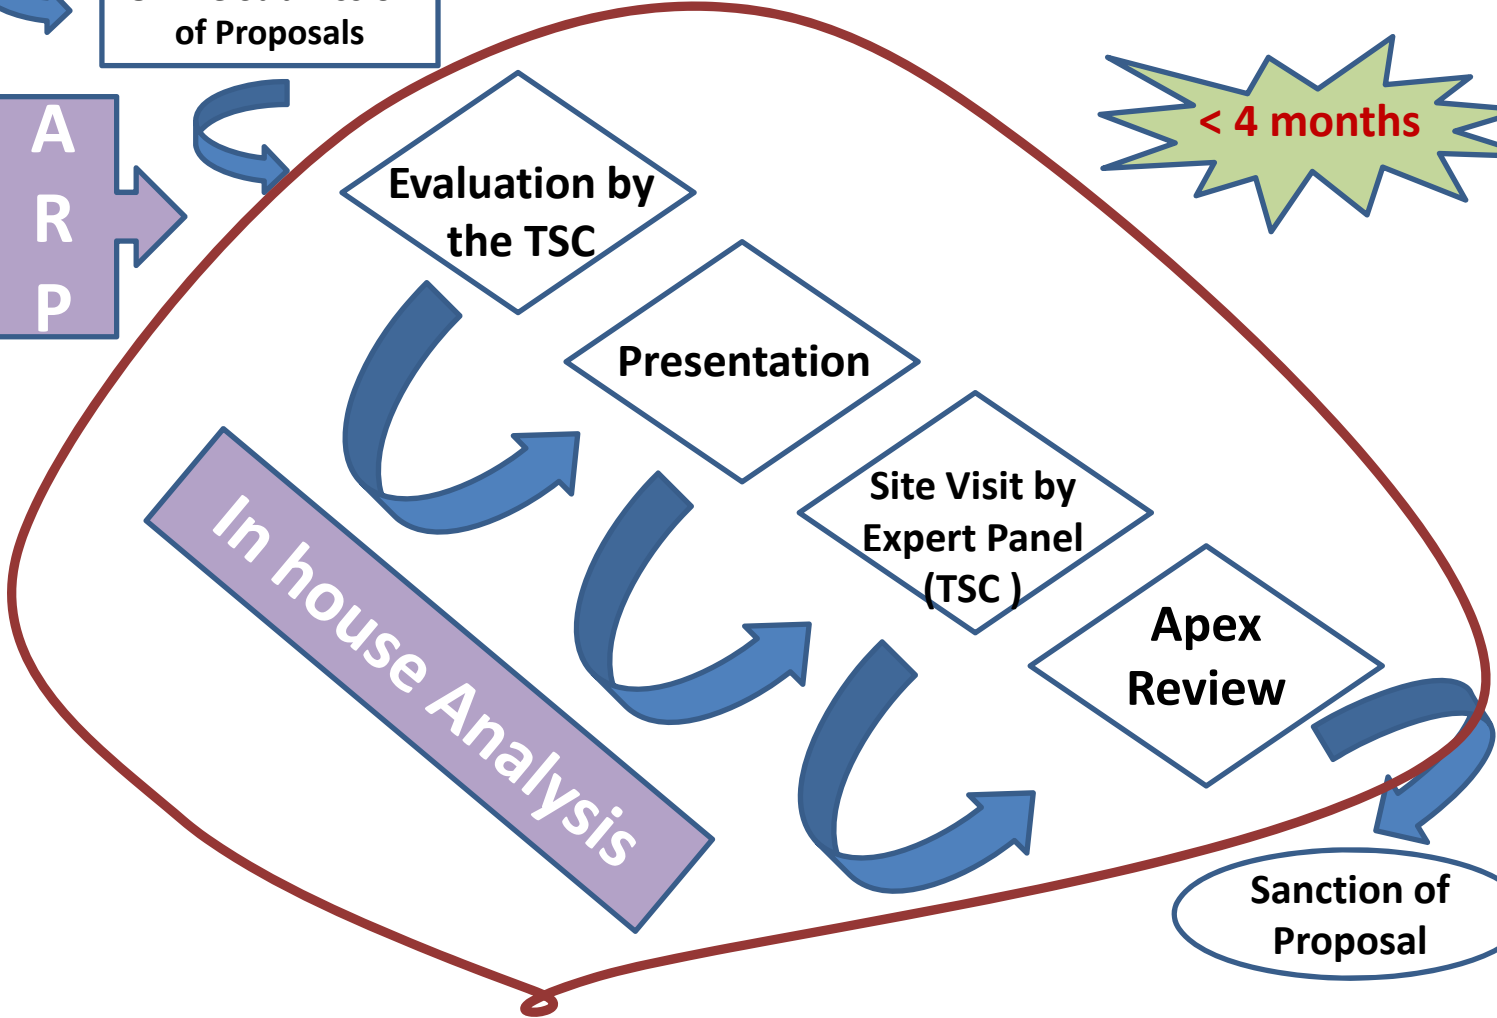 of Proposals
A
R
P
< 4 months
Evaluation by
the TSC
Presentation
Site Visit by
Expert Panel
(TSC )
Apex
Review
In house Analysis
Sanction of
Proposal